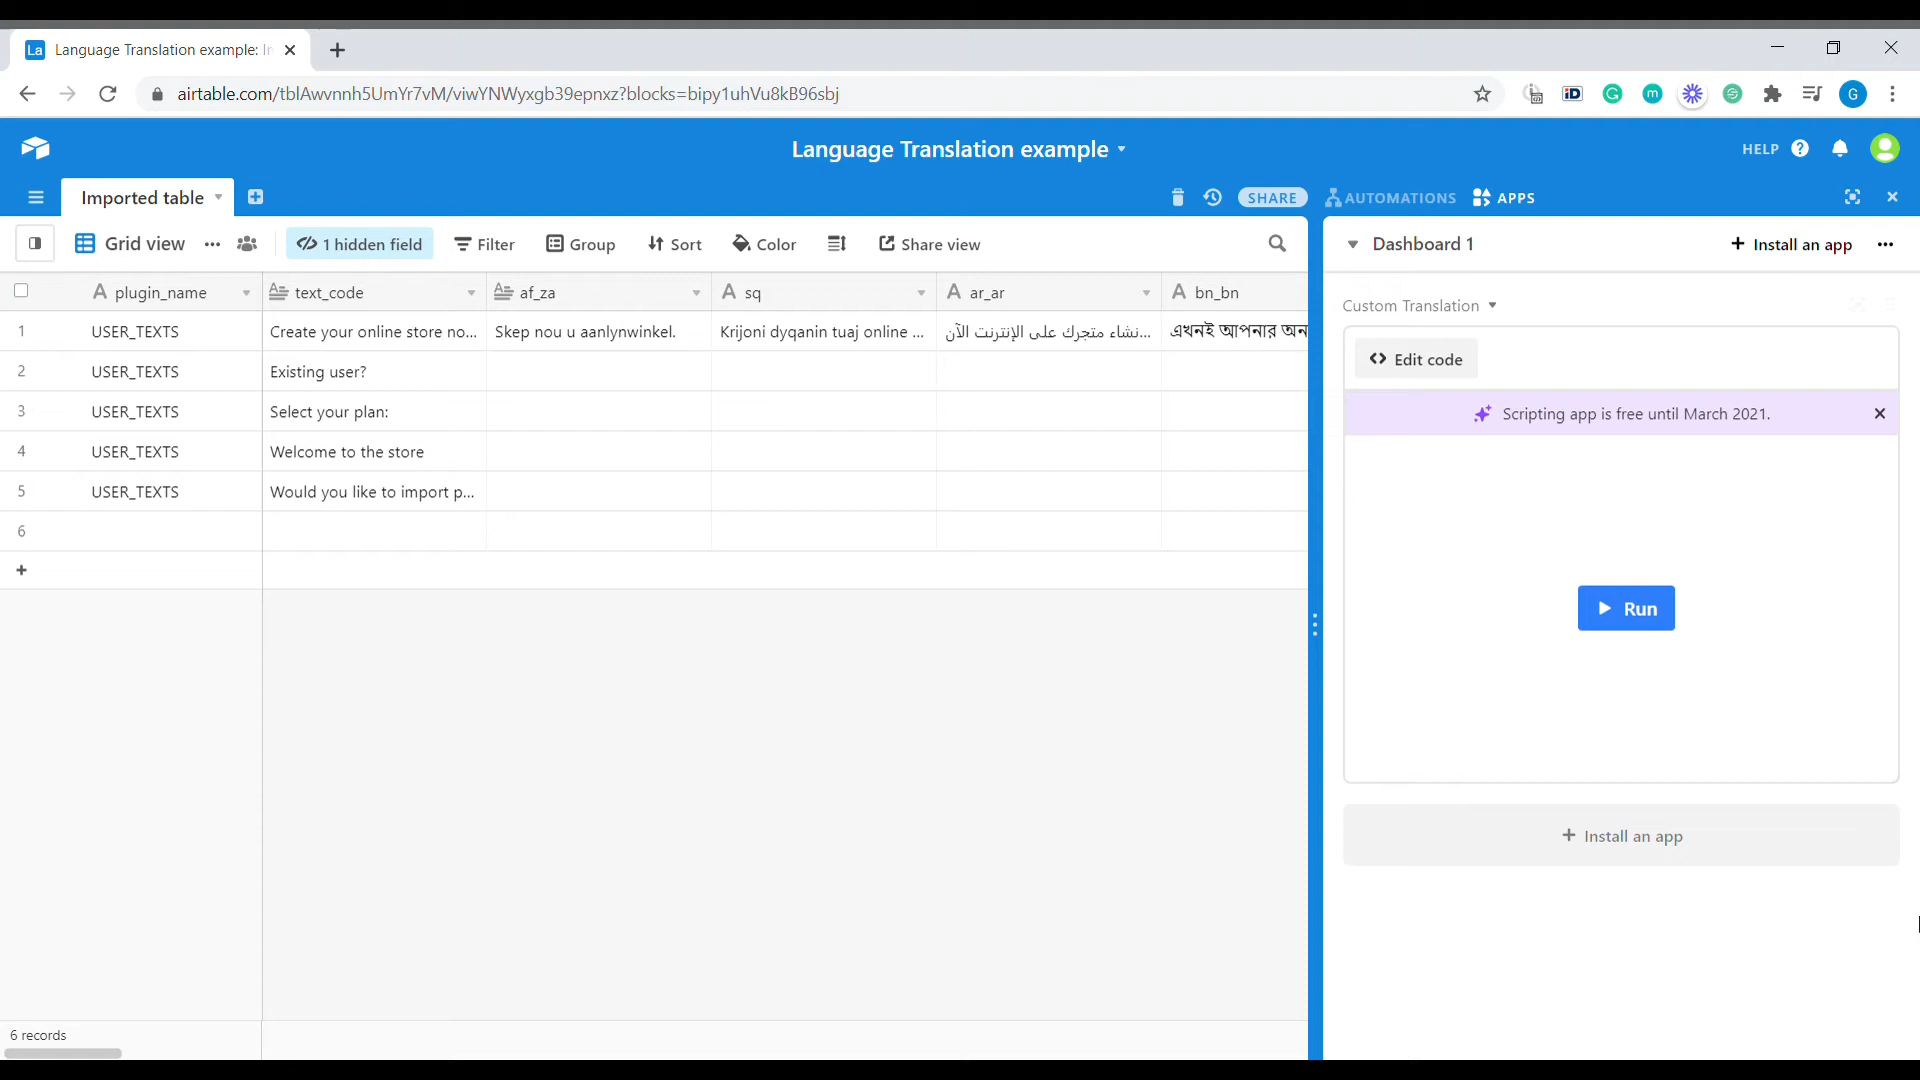 La Language Translation example: I
airtable.com/tblAwvnnh5UmYr7vM/viwYNWyxgb39epnxz?blocks=bipy1uhVu8kB96sbj
Language Translation example
HELP
Imported table
SHARE
AUTOMATIONS
APPS
Grid view
1 hidden field
Filter
Group
Sort
Color
Share view
Dashboard 1
Install an app
plugin_name text_code af_za sq ar_ar bn_bn
Custom Translation
1 USER_TEXTS Create your online store no... Skep nou u aanlynwinkel. Krijoni dyqanin tuaj online ... نشاء متجرك على الإنترنت الآن... এখনই আপনার অন
Edit code
2 USER_TEXTS Existing user?
3 USER_TEXTS Select your plan:
Scripting app is free until March 2021.
4 USER_TEXTS Welcome to the store
5 USER_TEXTS Would you like to import p...
6
Run
Install an app
6 records